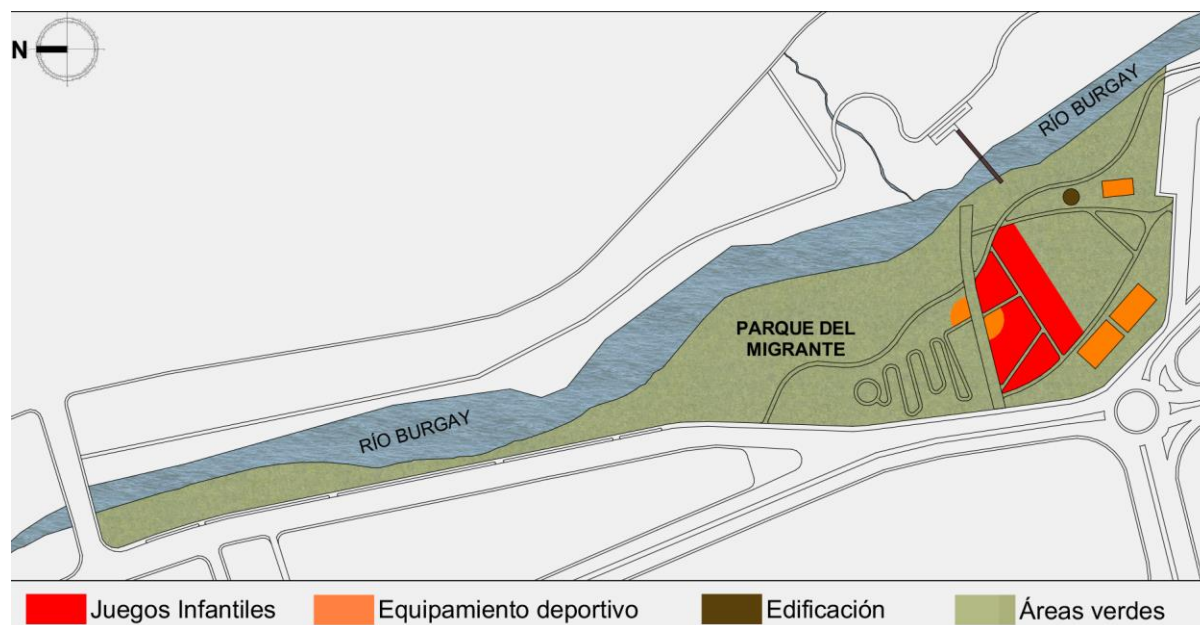 N
RÍO BURGAY
PARQUE DEL
MIGRANTE
RÍO BURGAY
Juegos Infantiles
Equipamiento deportivo
Edificación
Áreas verdes